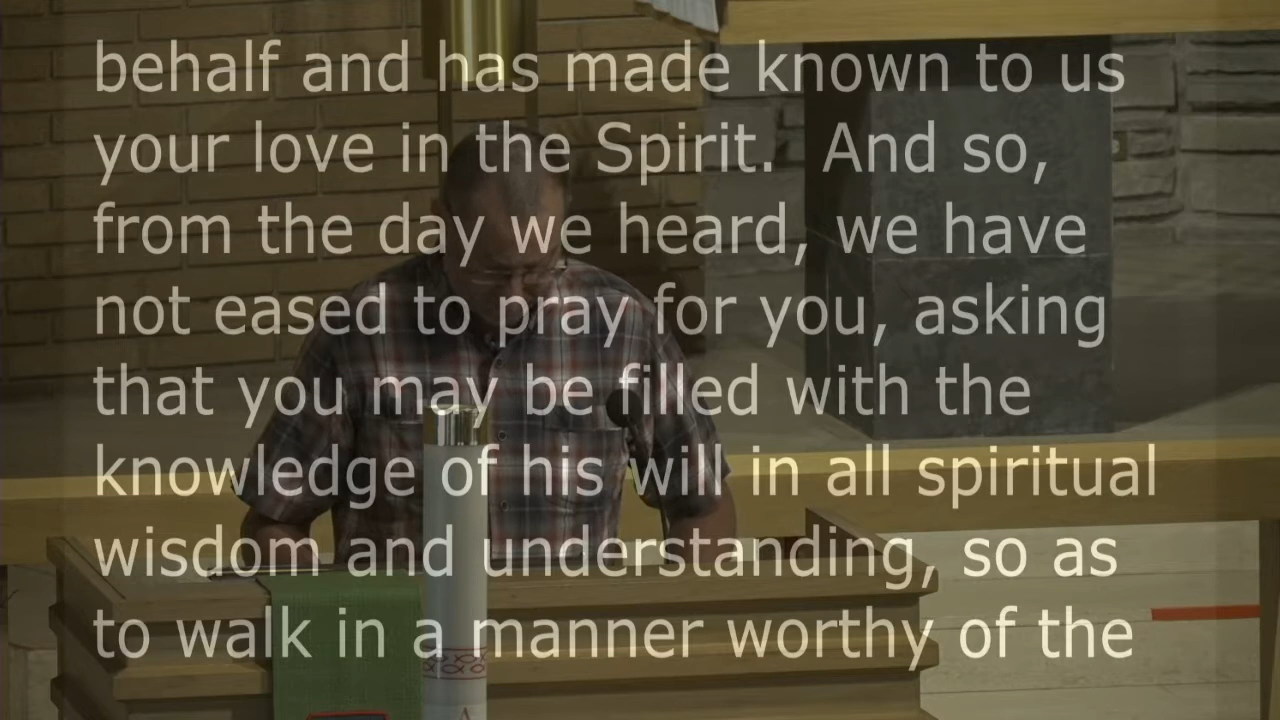 behalf and has made known to us
your love in the Spirit.  And so,
from the day we heard, we have
not eased to pray for you, asking
that you may be filled with the
knowledge of his will in all spiritual
wisdom and understanding, so as
to walk in a manner worthy of the
A